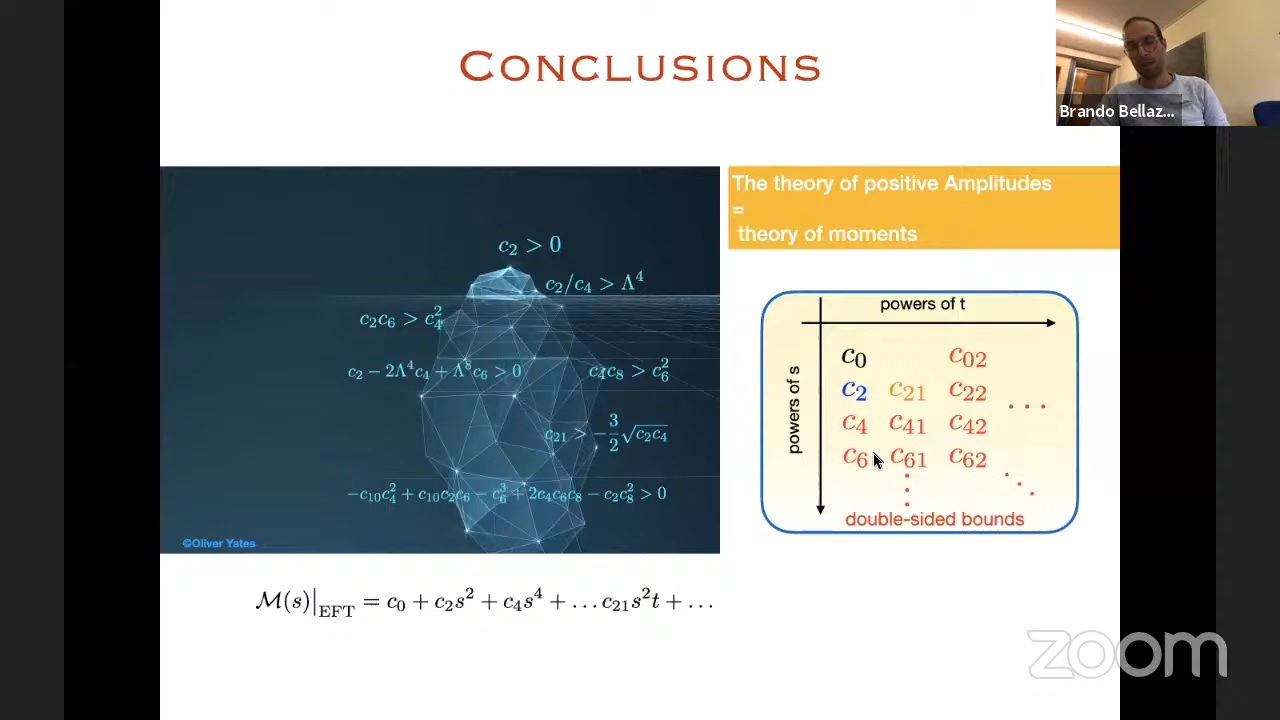 CONCLUSIONS
Brando Bellaz...
The theory of positive Amplitudes
=
theory of moments
c₂ > 0
c₂/c₄ > Λ⁴
c₂c₆ > c₄²
c₂ − 2Λ⁴c₄ + Λ⁸c₆ > 0
c₄c₈ > c₆²
c₂₁ > −3/2 √c₂c₄
−c₁₀c₄² + c₁₀c₂c₆ − c₆³ + 2c₄c₆c₈ − c₂c₈² > 0
©Oliver Yates
powers of t
powers of s
c₀ c₀₂
c₂ c₂₁ c₂₂ ...
c₄ c₄₁ c₄₂
c₆ c₆₁ c₆₂
double-sided bounds
M(s)|EFT = c₀ + c₂s² + c₄s⁴ + ... c₂₁s²t + ...
zoom